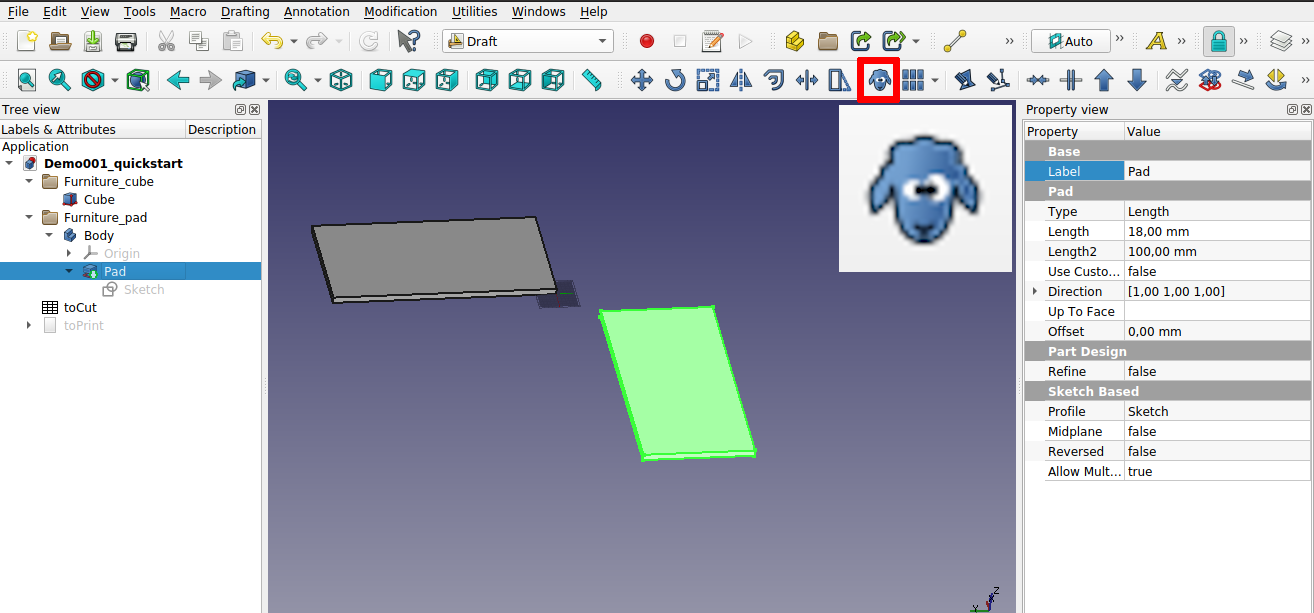 File Edit View Tools Macro Drafting Annotation Modification Utilities Windows Help
Draft
Auto
Tree view
Labels & Attributes Description
Application
Demo001_quickstart
Furniture_cube
Cube
Furniture_pad
Body
Origin
Pad
Sketch
toCut
toPrint
Z
Y
Property view
Property Value
Base
Label Pad
Pad
Type Length
Length 18,00 mm
Length2 100,00 mm
Use Custo... false
Direction [1,00 1,00 1,00]
Up To Face
Offset 0,00 mm
Part Design
Refine false
Sketch Based
Profile Sketch
Midplane false
Reversed false
Allow Mult... true